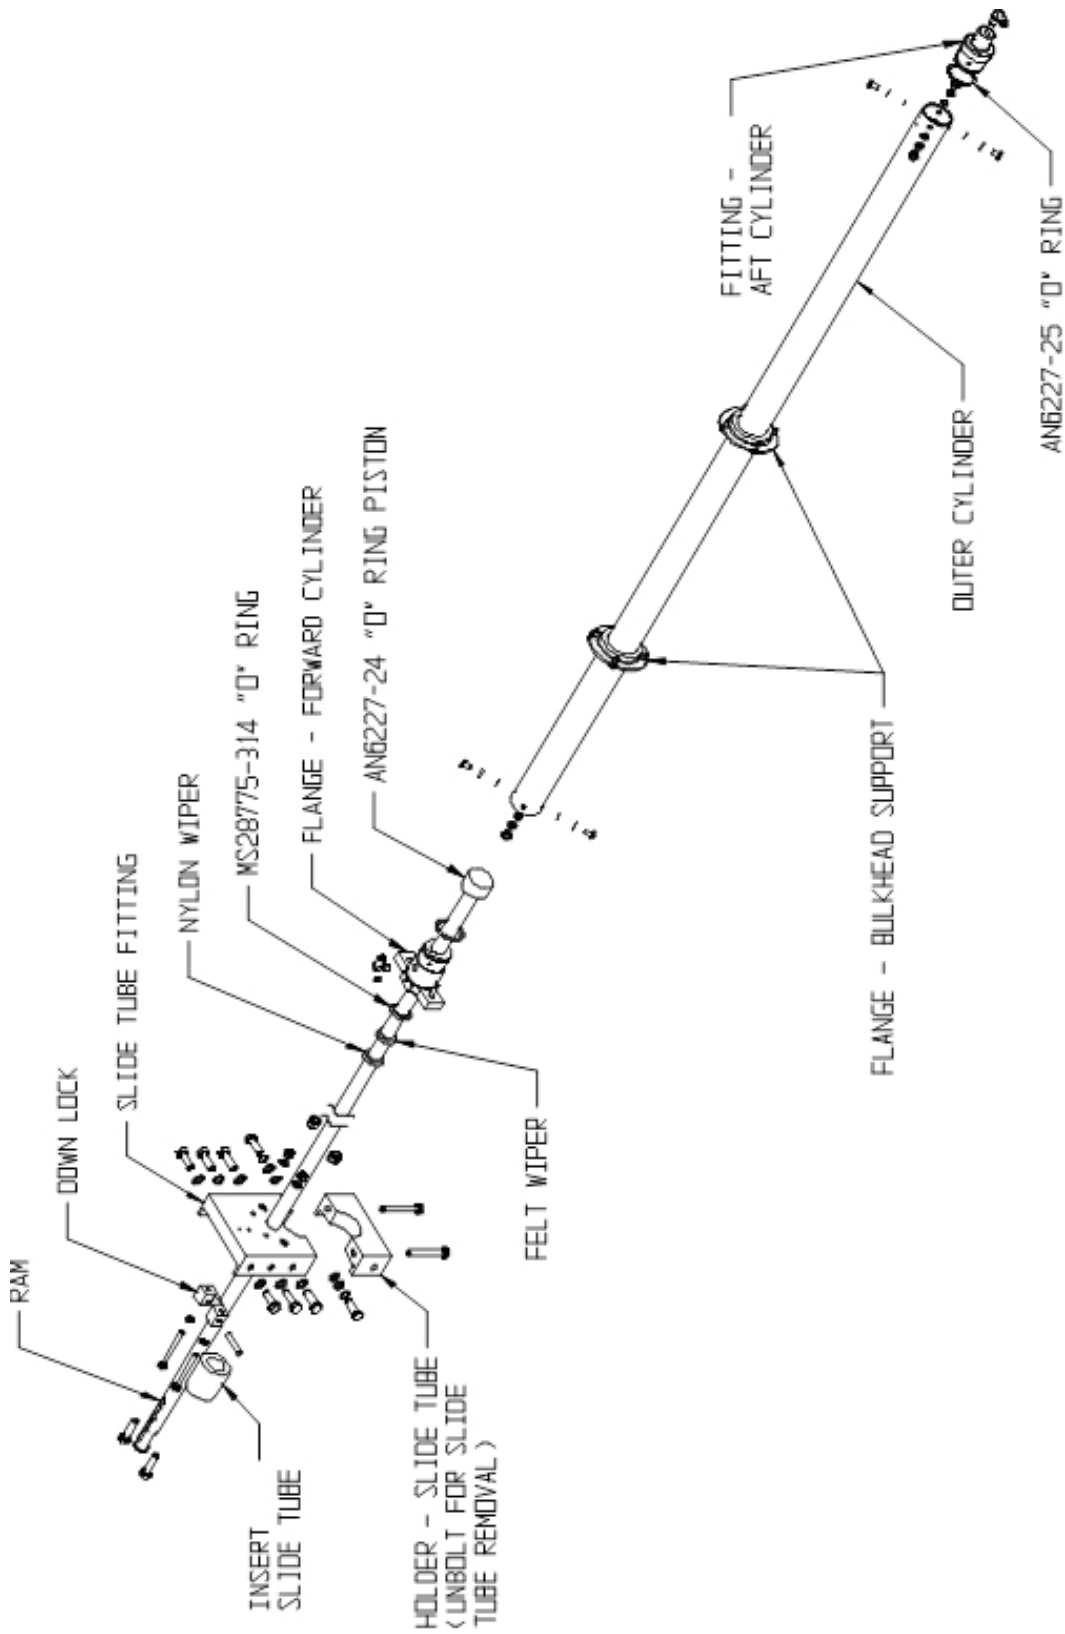 RAM
DOWN LOCK
SLIDE TUBE FITTING
NYLON WIPER
MS28775-314 "O" RING
FLANGE - FORWARD CYLINDER
AN6227-24 "O" RING PISTON
FITTING -
AFT CYLINDER
INSERT
SLIDE TUBE
HOLDER - SLIDE TUBE
(UNBOLT FOR SLIDE
TUBE REMOVAL)
FELT WIPER
FLANGE - BULKHEAD SUPPORT
OUTER CYLINDER
AN6227-25 "O" RING